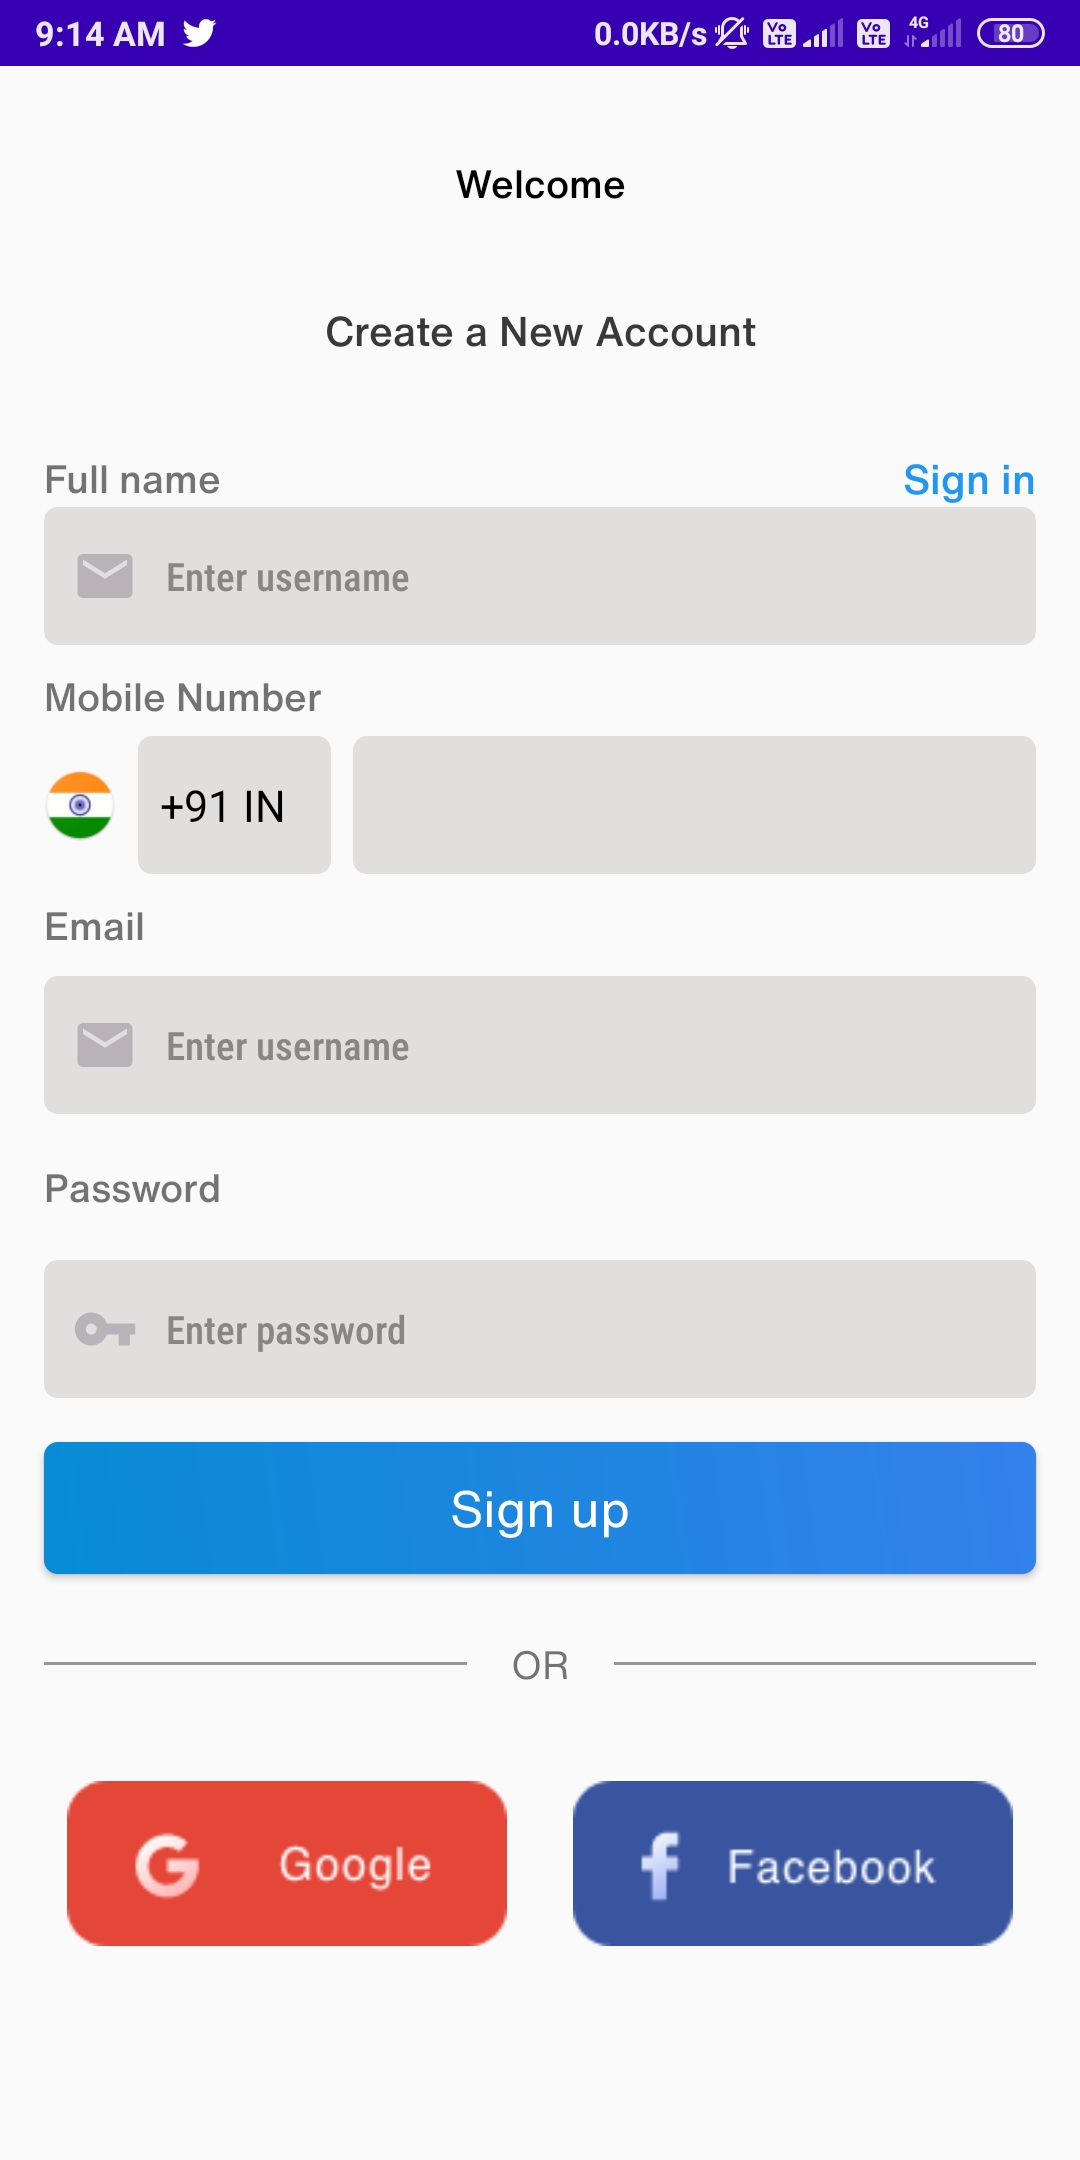 9:14 AM 0.0KB/s Vo LTE Vo LTE 4G 80
Welcome
Create a New Account
Full name Sign in
Enter username
Mobile Number
+91 IN
Email
Enter username
Password
Enter password
Sign up
OR
G Google f Facebook